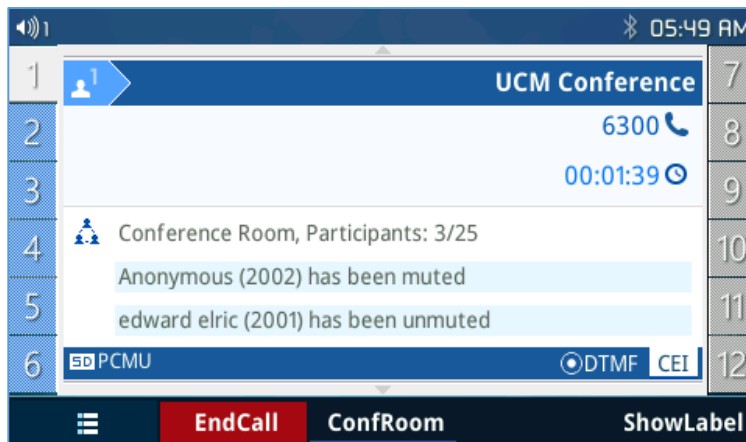 1 05:49 AM
1 1 UCM Conference 7
2 6300 8
3 00:01:39 9
4 Conference Room, Participants: 3/25 10
Anonymous (2002) has been muted
5 edward elric (2001) has been unmuted 11
6 SD PCMU DTMF CEI 12
EndCall ConfRoom ShowLabel